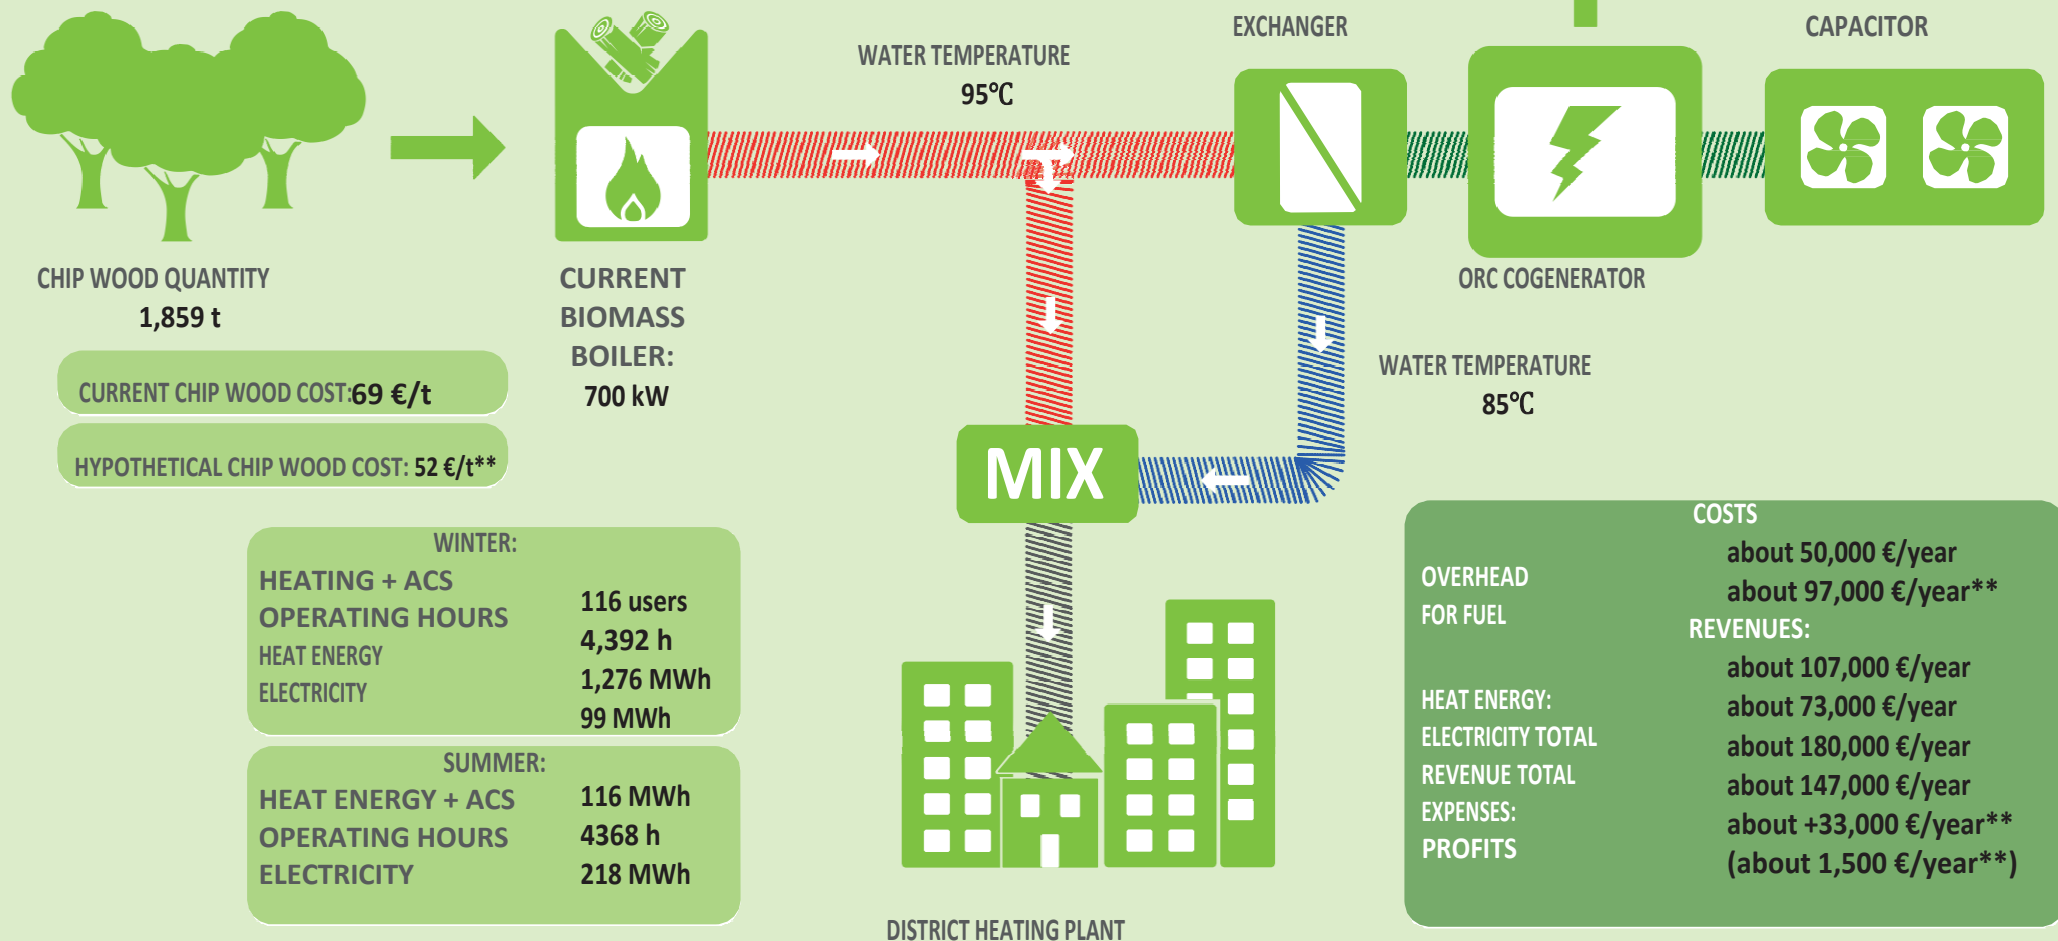 EXCHANGER
CAPACITOR
WATER TEMPERATURE
95°C
CHIP WOOD QUANTITY
1,859 t
CURRENT
BIOMASS
BOILER:
700 kW
ORC COGENERATOR
WATER TEMPERATURE
85°C
CURRENT CHIP WOOD COST:69 €/t
HYPOTHETICAL CHIP WOOD COST: 52 €/t**
MIX
WINTER:
HEATING + ACS
116 users
OPERATING HOURS
4,392 h
HEAT ENERGY
1,276 MWh
ELECTRICITY
99 MWh
SUMMER:
HEAT ENERGY + ACS
116 MWh
OPERATING HOURS
4368 h
ELECTRICITY
218 MWh
COSTS
about 50,000 €/year
OVERHEAD
about 97,000 €/year**
FOR FUEL
REVENUES:
about 107,000 €/year
HEAT ENERGY:
about 73,000 €/year
ELECTRICITY TOTAL
about 180,000 €/year
REVENUE TOTAL
about 147,000 €/year
EXPENSES:
about +33,000 €/year**
PROFITS
(about 1,500 €/year**)
DISTRICT HEATING PLANT